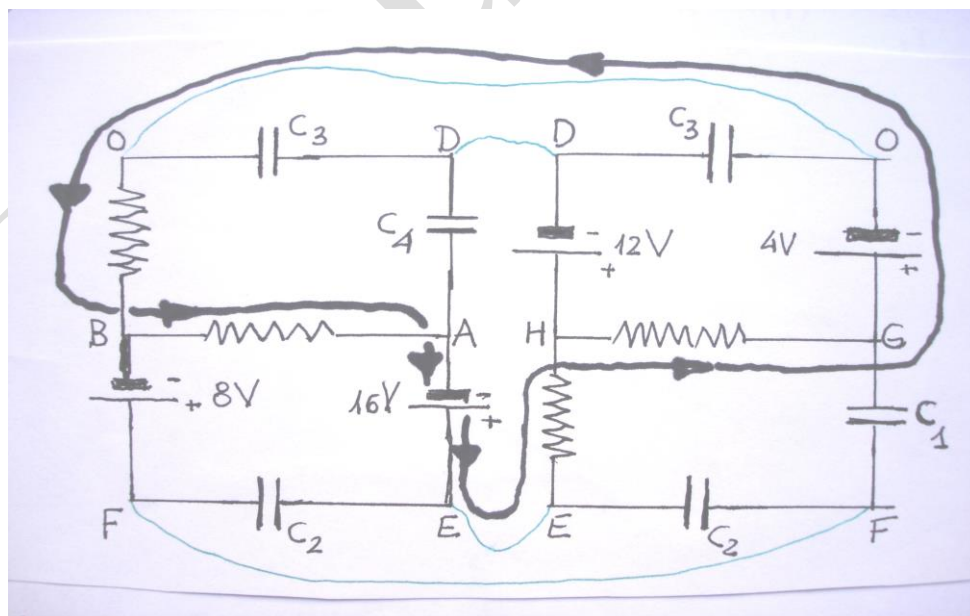 O C3 D D C3 O
C4 - 12V + 4V - +
B A H G
- + 8V 16V - + C1
F C2 E E C2 F